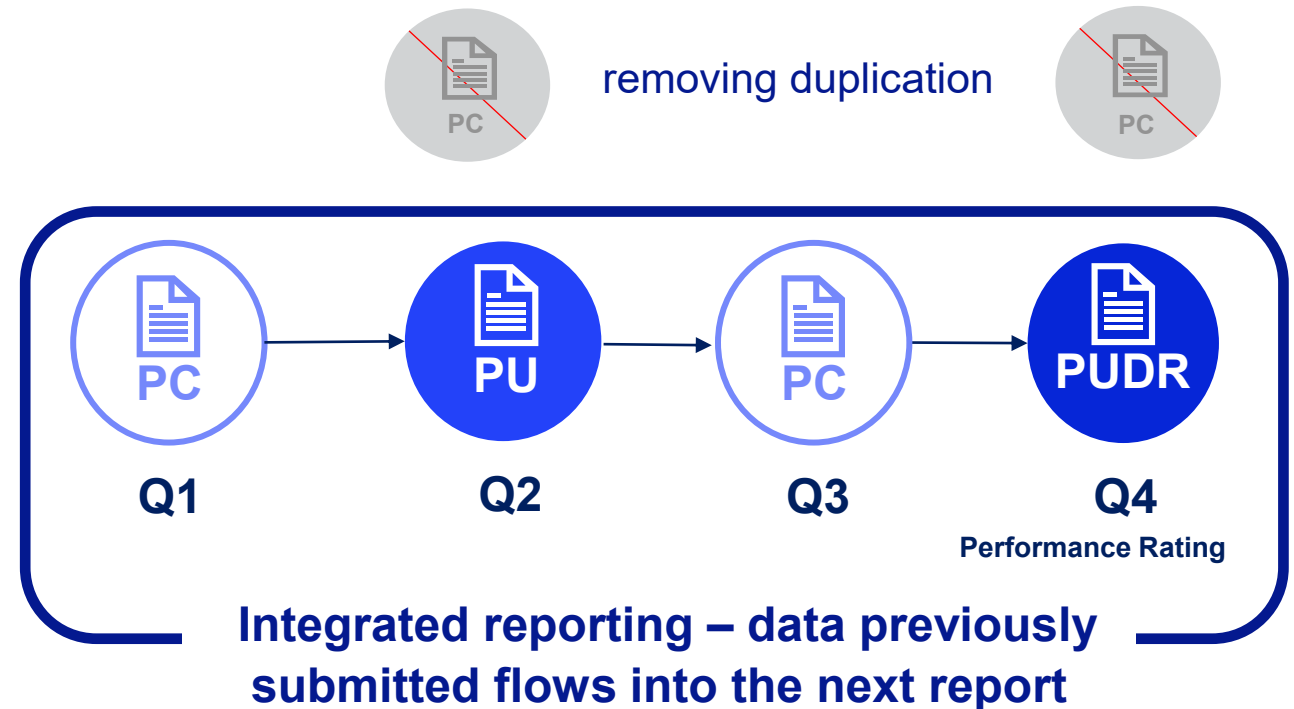 removing duplication
PC
PC
PC
PU
PC
PUDR
Q1
Q2
Q3
Q4
Performance Rating
Integrated reporting – data previously
submitted flows into the next report